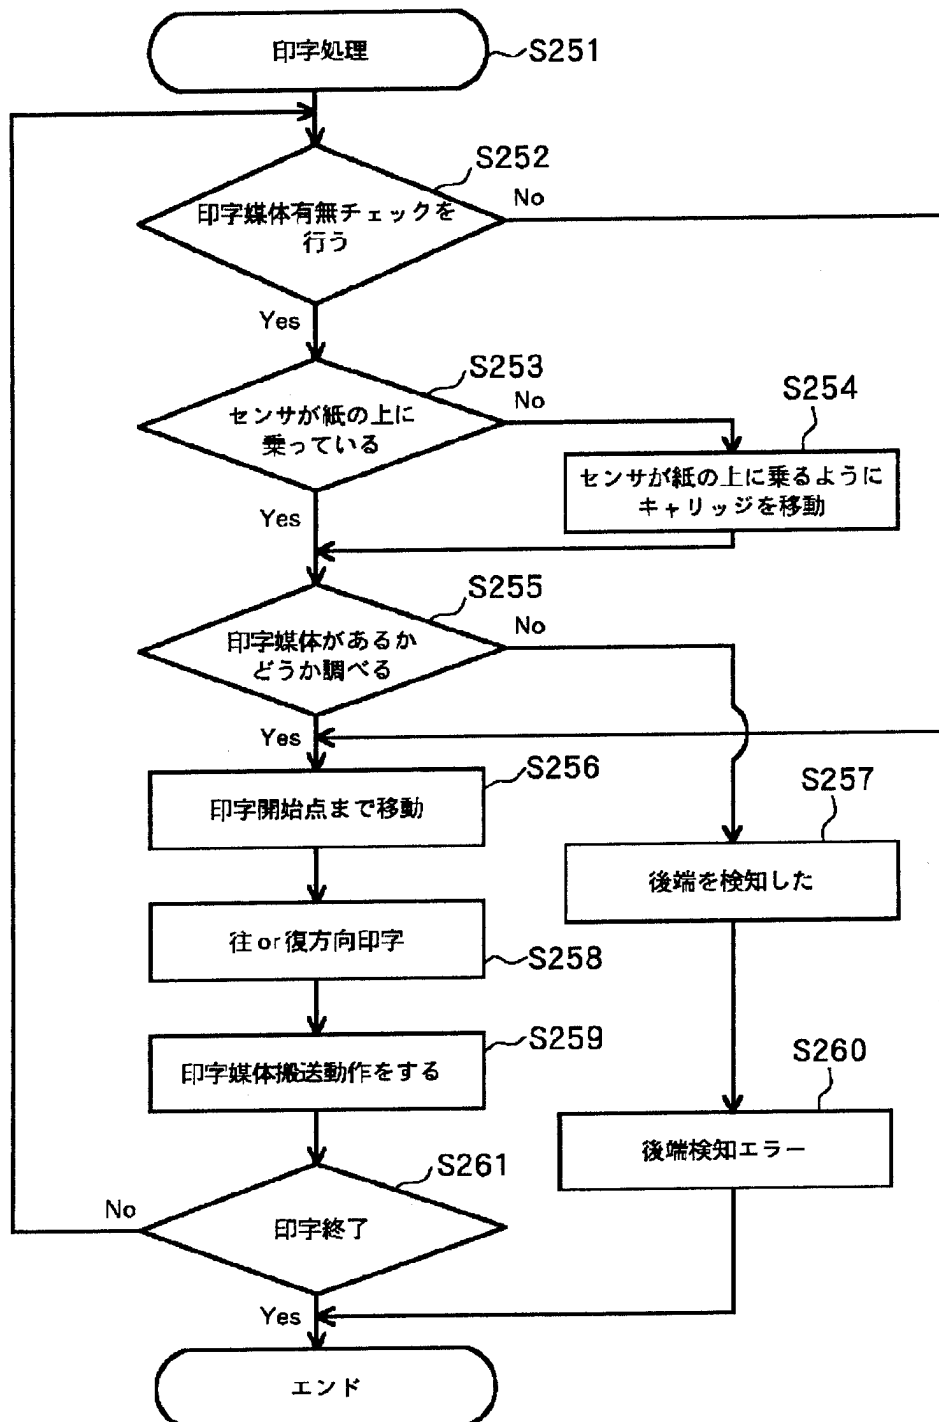 印字処理
S251
S252
印字媒体有無チェックを
行う
No
Yes
S253
センサが紙の上に
乗っている
No
S254
センサが紙の上に乗るように
キャリッジを移動
Yes
S255
印字媒体があるか
どうか調べる
No
Yes
S256
印字開始点まで移動
S257
後端を検知した
往or復方向印字
S258
S259
印字媒体搬送動作をする
S260
後端検知エラー
S261
印字終了
No
Yes
エンド